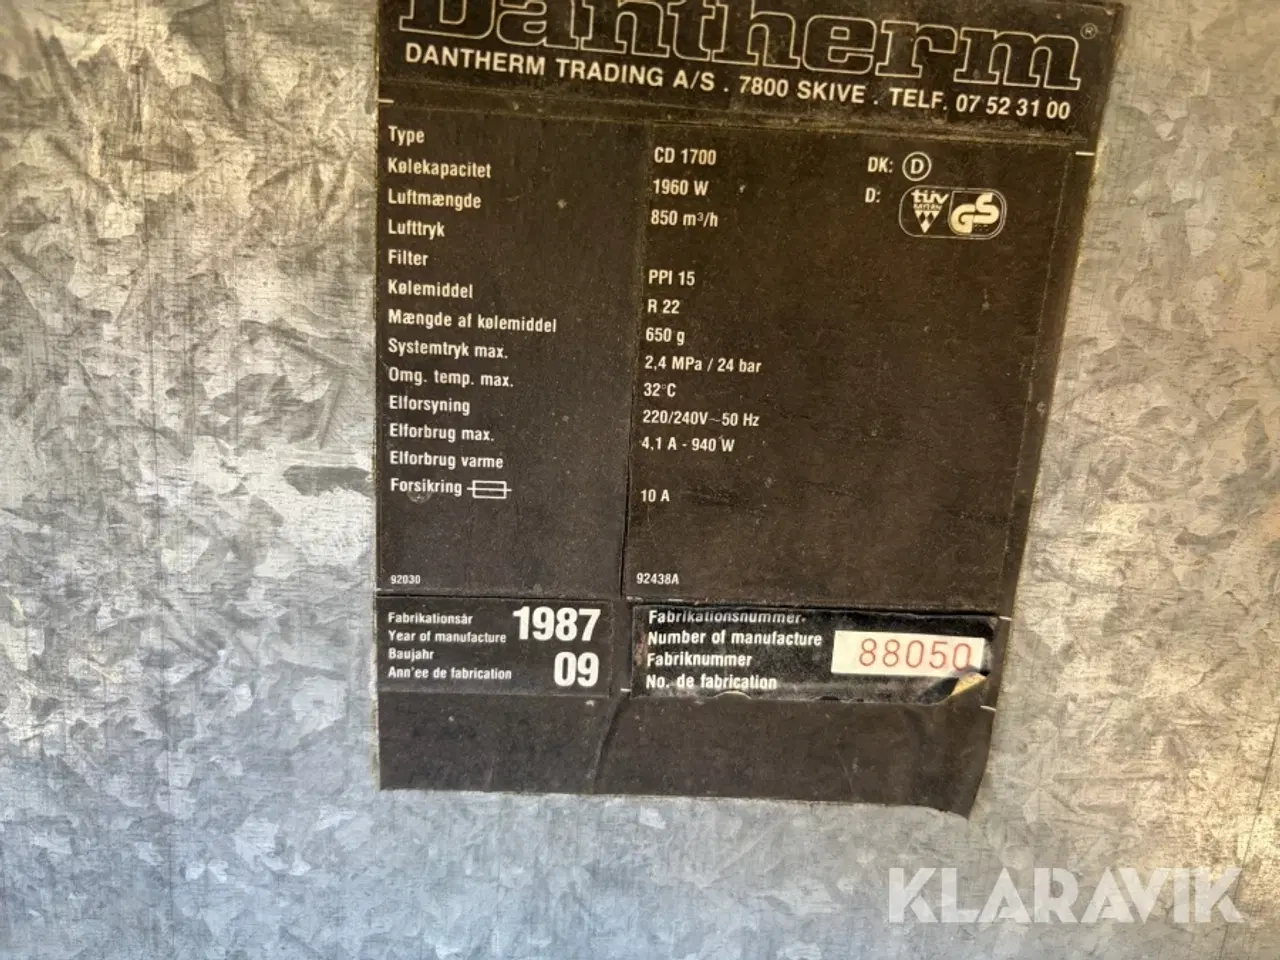 Dantherm ®
DANTHERM TRADING A/S . 7800 SKIVE . TELF. 07 52 31 00
Type CD 1700 DK: D
Kølekapacitet 1960 W D: TÜV BAYERN GS
Luftmængde 850 m³/h
Lufttryk
Filter PPI 15
Kølemiddel R 22
Mængde af kølemiddel 650 g
Systemtryk max. 2,4 MPa / 24 bar
Omg. temp. max. 32°C
Elforsyning 220/240V~50 Hz
Elforbrug max. 4,1 A - 940 W
Elforbrug varme
Forsikring 10 A
92030 92438A
Fabrikationsår
Year of manufacture
Baujahr
Ann'ee de fabrication
1987
09
Fabrikationsnummer
Number of manufacture
Fabriknummer
No. de fabrication
88050
KLARAVIK